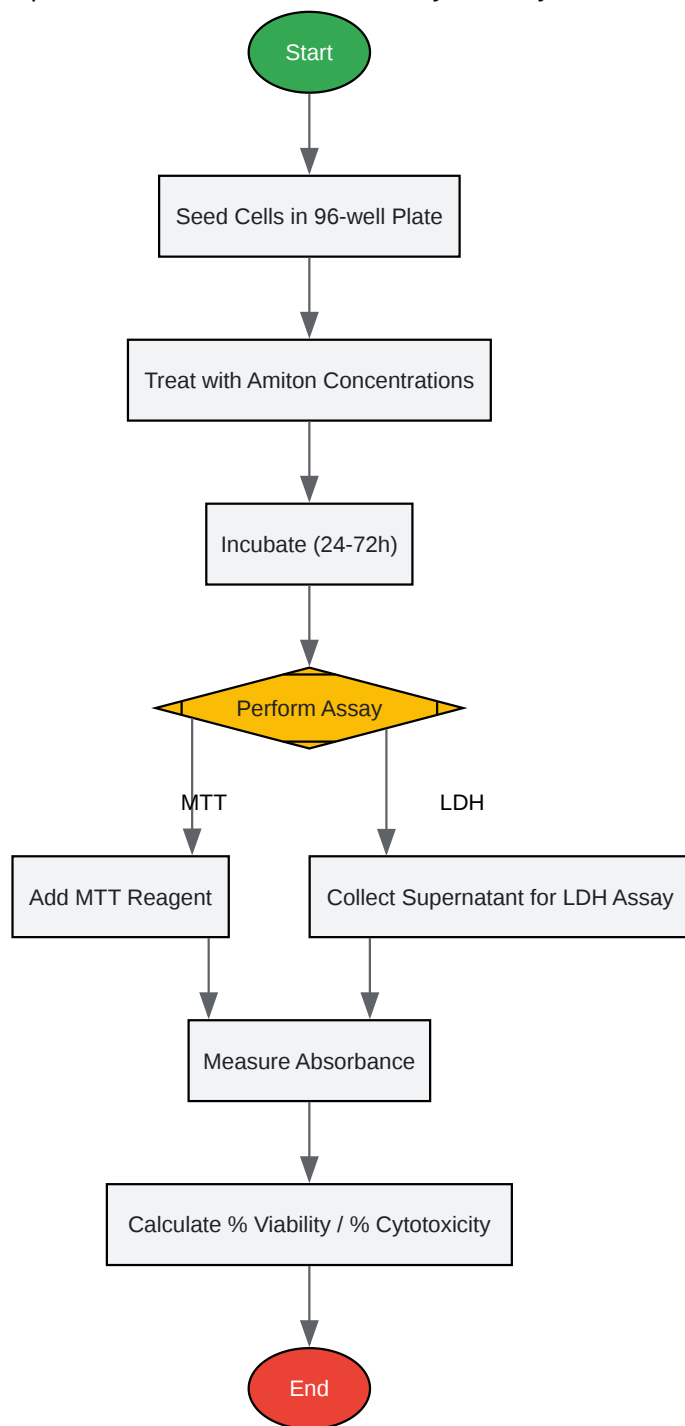 Start
Seed Cells in 96-well Plate
Treat with Amiton Concentrations
Incubate (24-72h)
Perform Assay
MTT
LDH
Add MTT Reagent
Collect Supernatant for LDH Assay
Measure Absorbance
Calculate % Viability / % Cytotoxicity
End